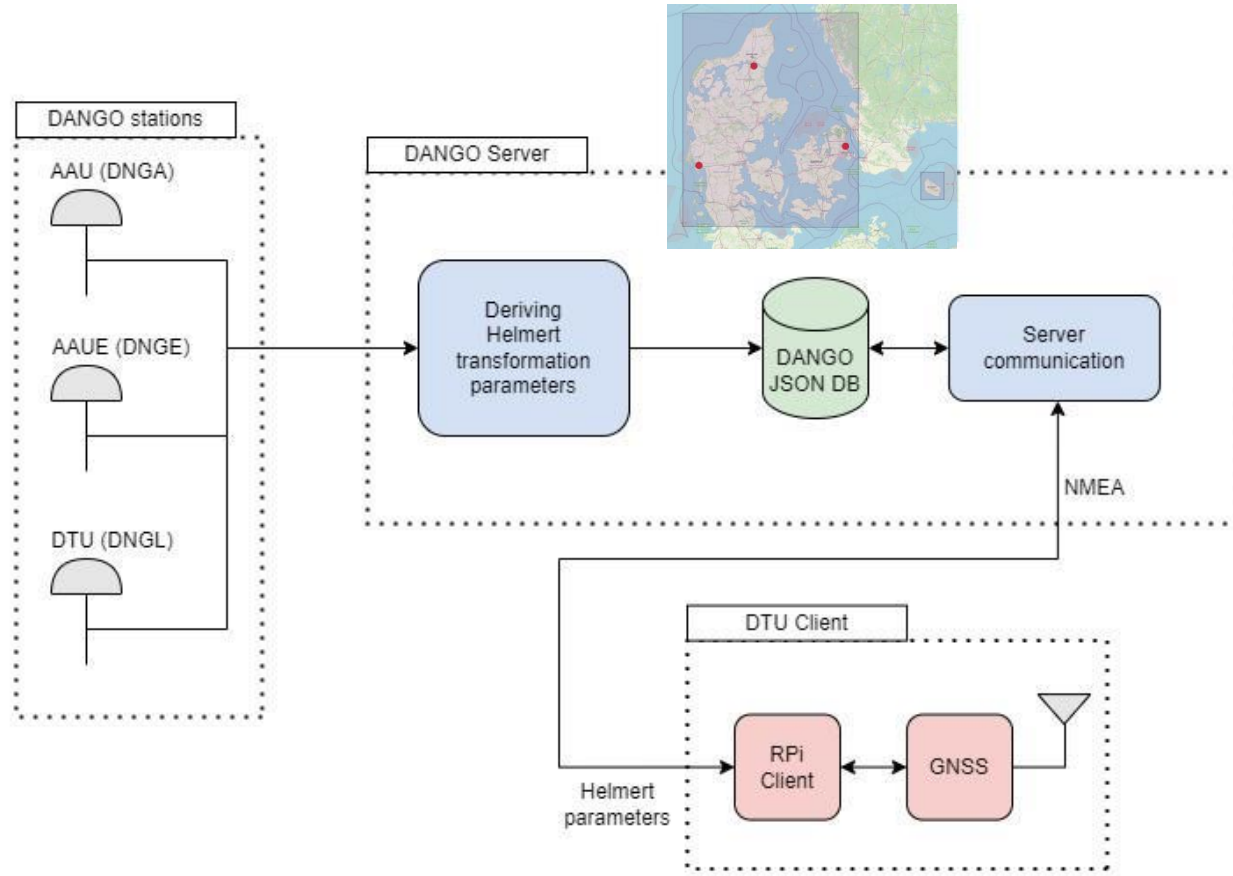 DANGO stations
AAU (DNGA)
AAUE (DNGE)
DTU (DNGL)
DANGO Server
Deriving
Helmert
transformation
parameters
DANGO
JSON DB
Server
communication
NMEA
DTU Client
RPi
Client
GNSS
Helmert
parameters